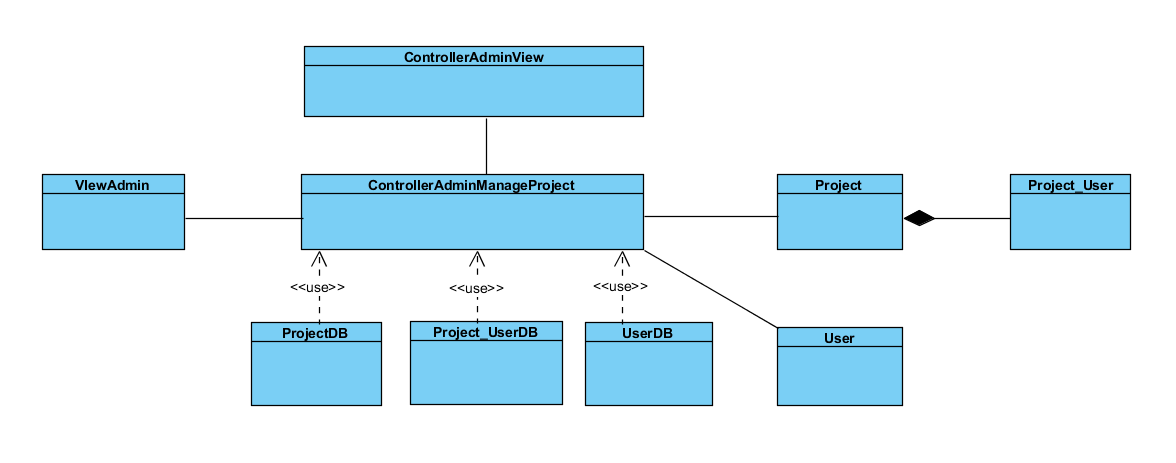 ControllerAdminView
VIewAdmin
ControllerAdminManageProject
Project
Project_User
<<use>>
<<use>>
<<use>>
ProjectDB
Project_UserDB
UserDB
User